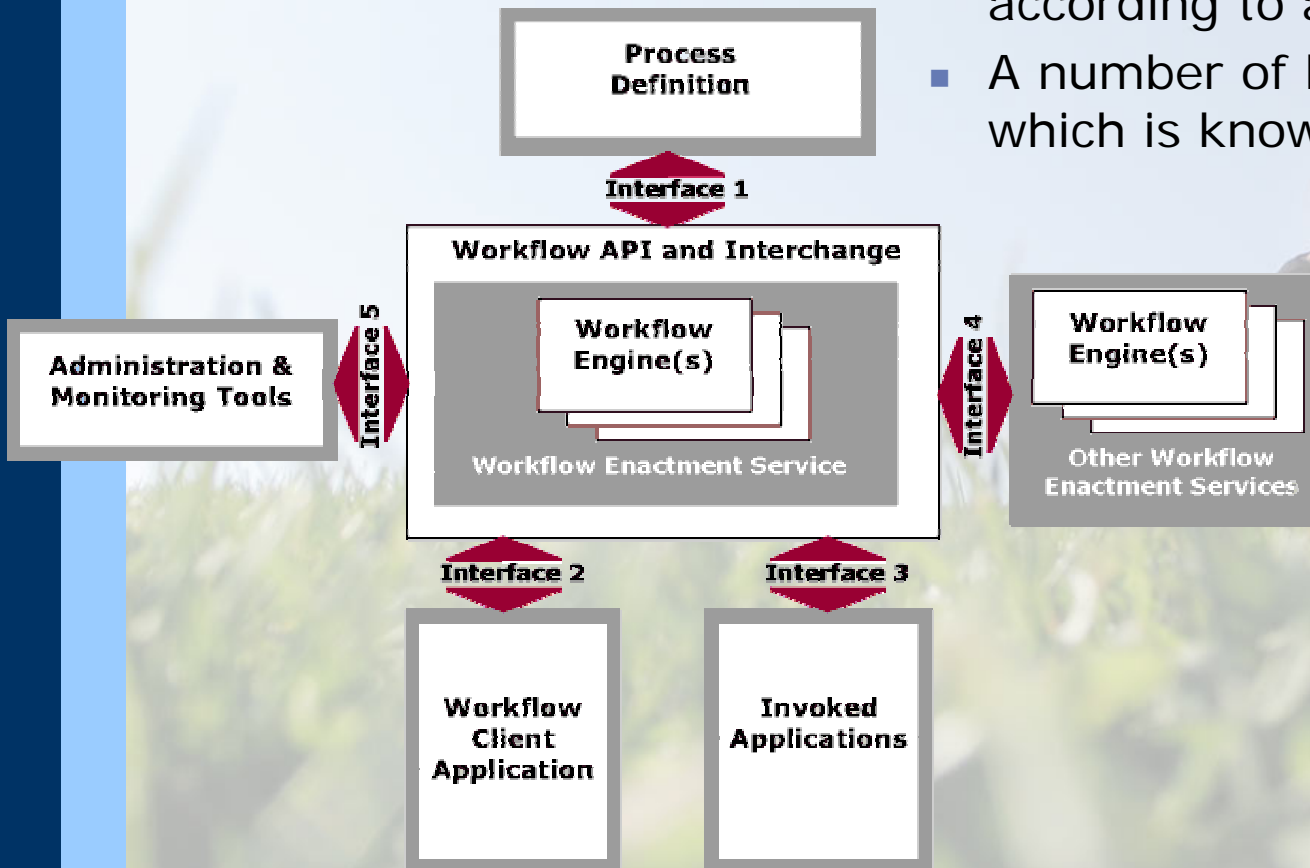 according to a
A number of
which is know
Process
Definition
Interface 1
Workflow API and Interchange
Workflow
Engine(s)
Workflow Enactment Service
Interface 5
Administration &
Monitoring Tools
Interface 4
Workflow
Engine(s)
Other Workflow
Enactment Services
Interface 2
Interface 3
Workflow
Client
Application
Invoked
Applications